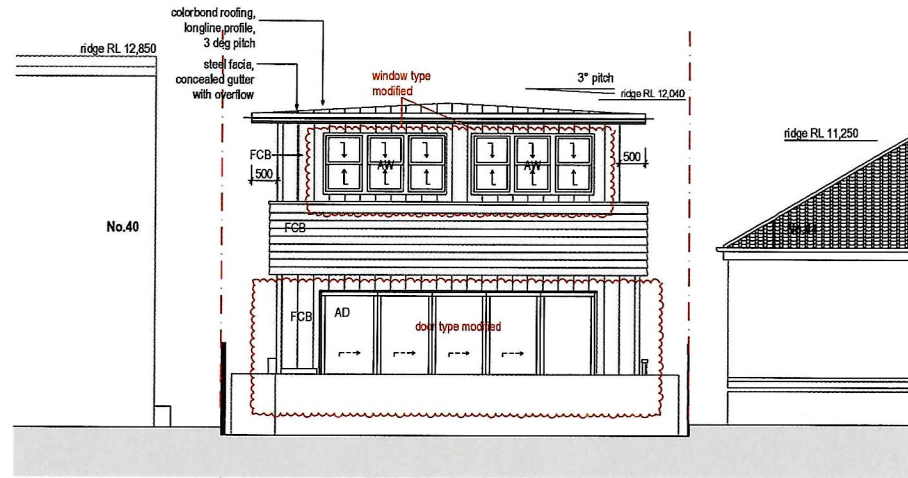 colorbond roofing,
longline profile,
3 deg pitch
ridge RL 12,850
steel facia,
concealed gutter
with overflow
window type
modified
3° pitch
ridge RL 12,040
ridge RL 11,250
FCB
AW
AW
500
500
No.40
FCB
FCB
AD
door type modified